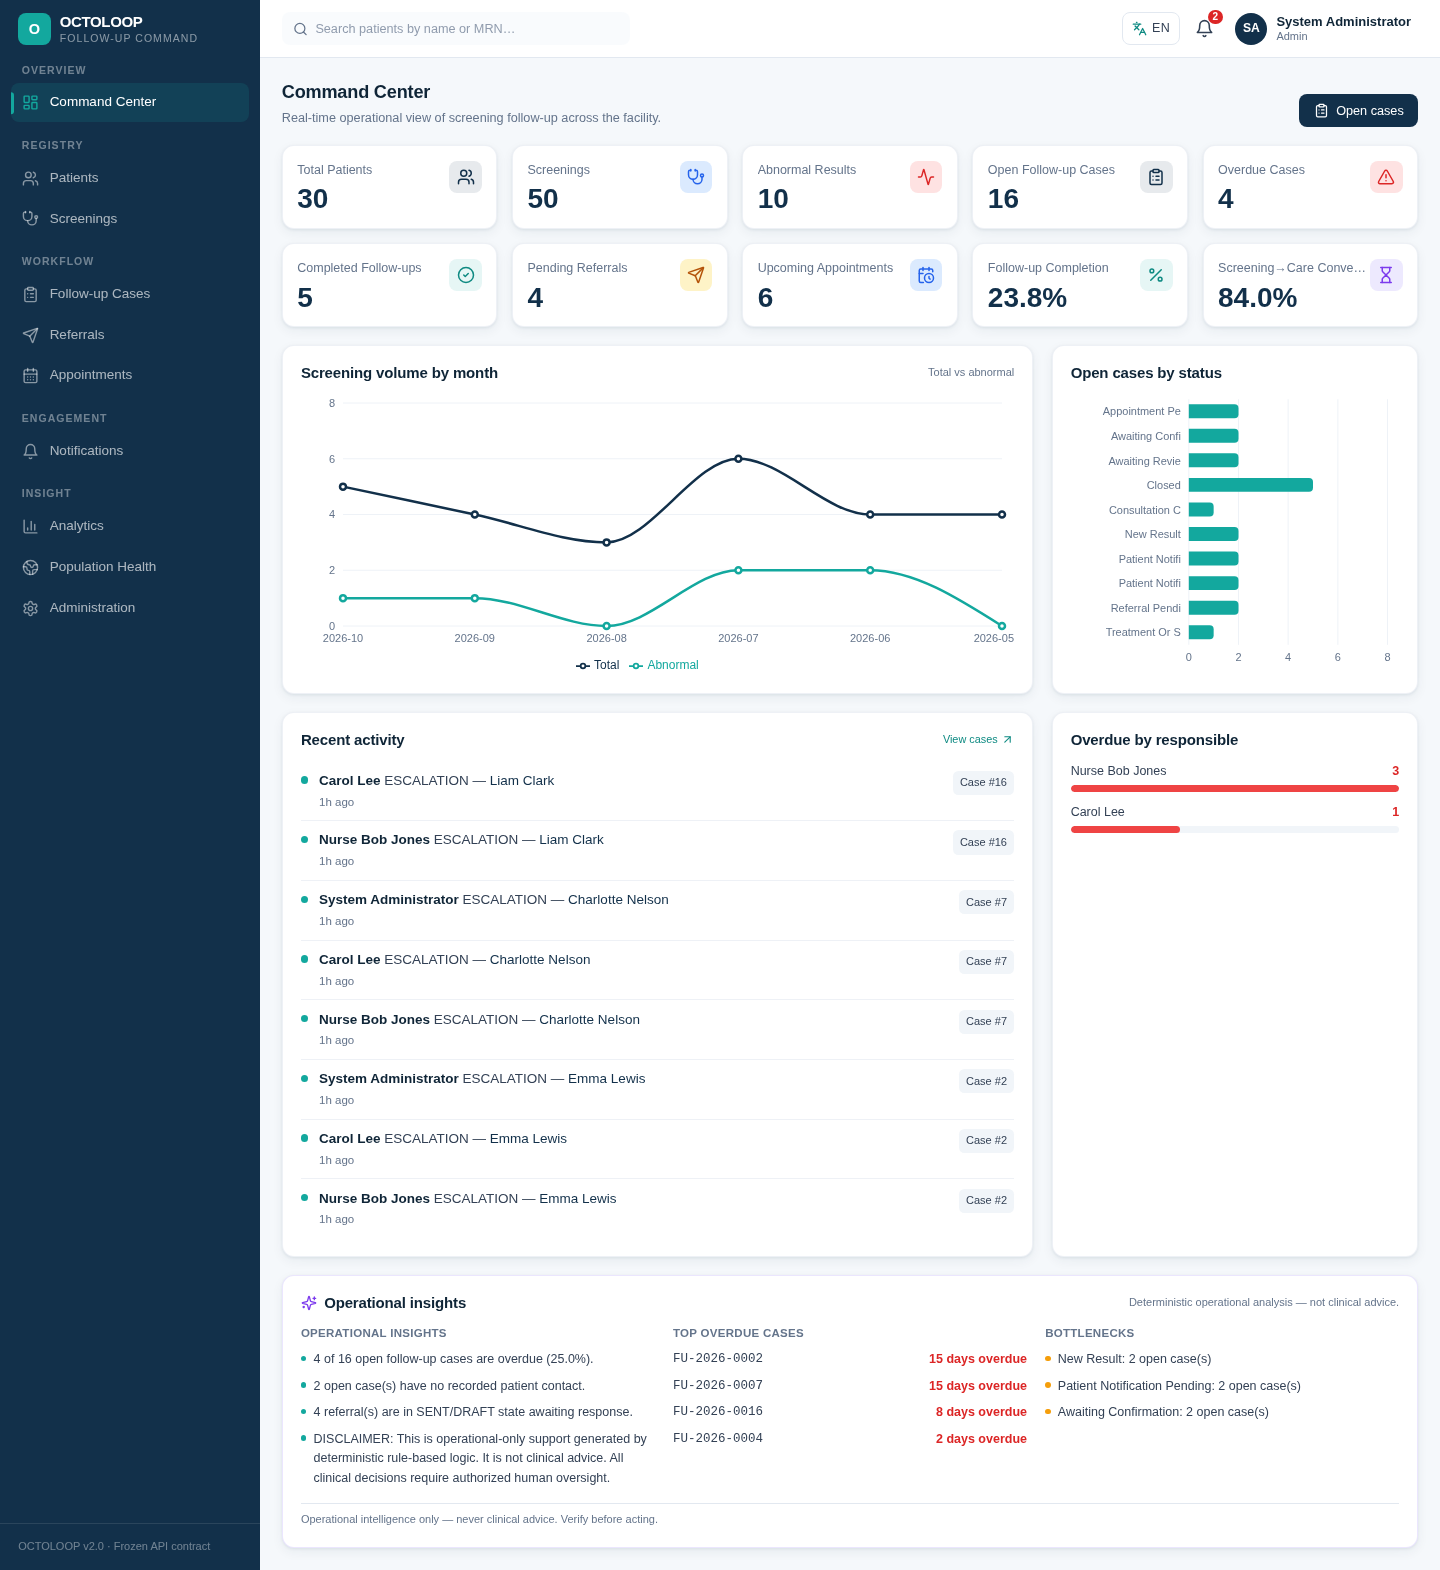 O
OCTOLOOP
FOLLOW-UP COMMAND
OVERVIEW
Command Center
REGISTRY
Patients
Screenings
WORKFLOW
Follow-up Cases
Referrals
Appointments
ENGAGEMENT
Notifications
INSIGHT
Analytics
Population Health
Administration
OCTOLOOP v2.0 · Frozen API contract
Search patients by name or MRN…
EN
2
SA
System Administrator
Admin
Command Center
Real-time operational view of screening follow-up across the facility.
Open cases
Total Patients
30
Screenings
50
Abnormal Results
10
Open Follow-up Cases
16
Overdue Cases
4
Completed Follow-ups
5
Pending Referrals
4
Upcoming Appointments
6
Follow-up Completion
23.8%
Screening→Care Conve…
84.0%
Screening volume by month
Total vs abnormal
8
6
4
2
0
2026-10 2026-09 2026-08 2026-07 2026-06 2026-05
Total Abnormal
Open cases by status
Appointment Pe
Awaiting Confi
Awaiting Revie
Closed
Consultation C
New Result
Patient Notifi
Patient Notifi
Referral Pendi
Treatment Or S
0 2 4 6 8
Recent activity
View cases
Carol Lee ESCALATION — Liam Clark
Case #16
1h ago
Nurse Bob Jones ESCALATION — Liam Clark
Case #16
1h ago
System Administrator ESCALATION — Charlotte Nelson
Case #7
1h ago
Carol Lee ESCALATION — Charlotte Nelson
Case #7
1h ago
Nurse Bob Jones ESCALATION — Charlotte Nelson
Case #7
1h ago
System Administrator ESCALATION — Emma Lewis
Case #2
1h ago
Carol Lee ESCALATION — Emma Lewis
Case #2
1h ago
Nurse Bob Jones ESCALATION — Emma Lewis
Case #2
1h ago
Overdue by responsible
Nurse Bob Jones 3
Carol Lee 1
Operational insights
Deterministic operational analysis — not clinical advice.
OPERATIONAL INSIGHTS
4 of 16 open follow-up cases are overdue (25.0%).
2 open case(s) have no recorded patient contact.
4 referral(s) are in SENT/DRAFT state awaiting response.
DISCLAIMER: This is operational-only support generated by
deterministic rule-based logic. It is not clinical advice. All
clinical decisions require authorized human oversight.
TOP OVERDUE CASES
FU-2026-0002 15 days overdue
FU-2026-0007 15 days overdue
FU-2026-0016 8 days overdue
FU-2026-0004 2 days overdue
BOTTLENECKS
New Result: 2 open case(s)
Patient Notification Pending: 2 open case(s)
Awaiting Confirmation: 2 open case(s)
Operational intelligence only — never clinical advice. Verify before acting.